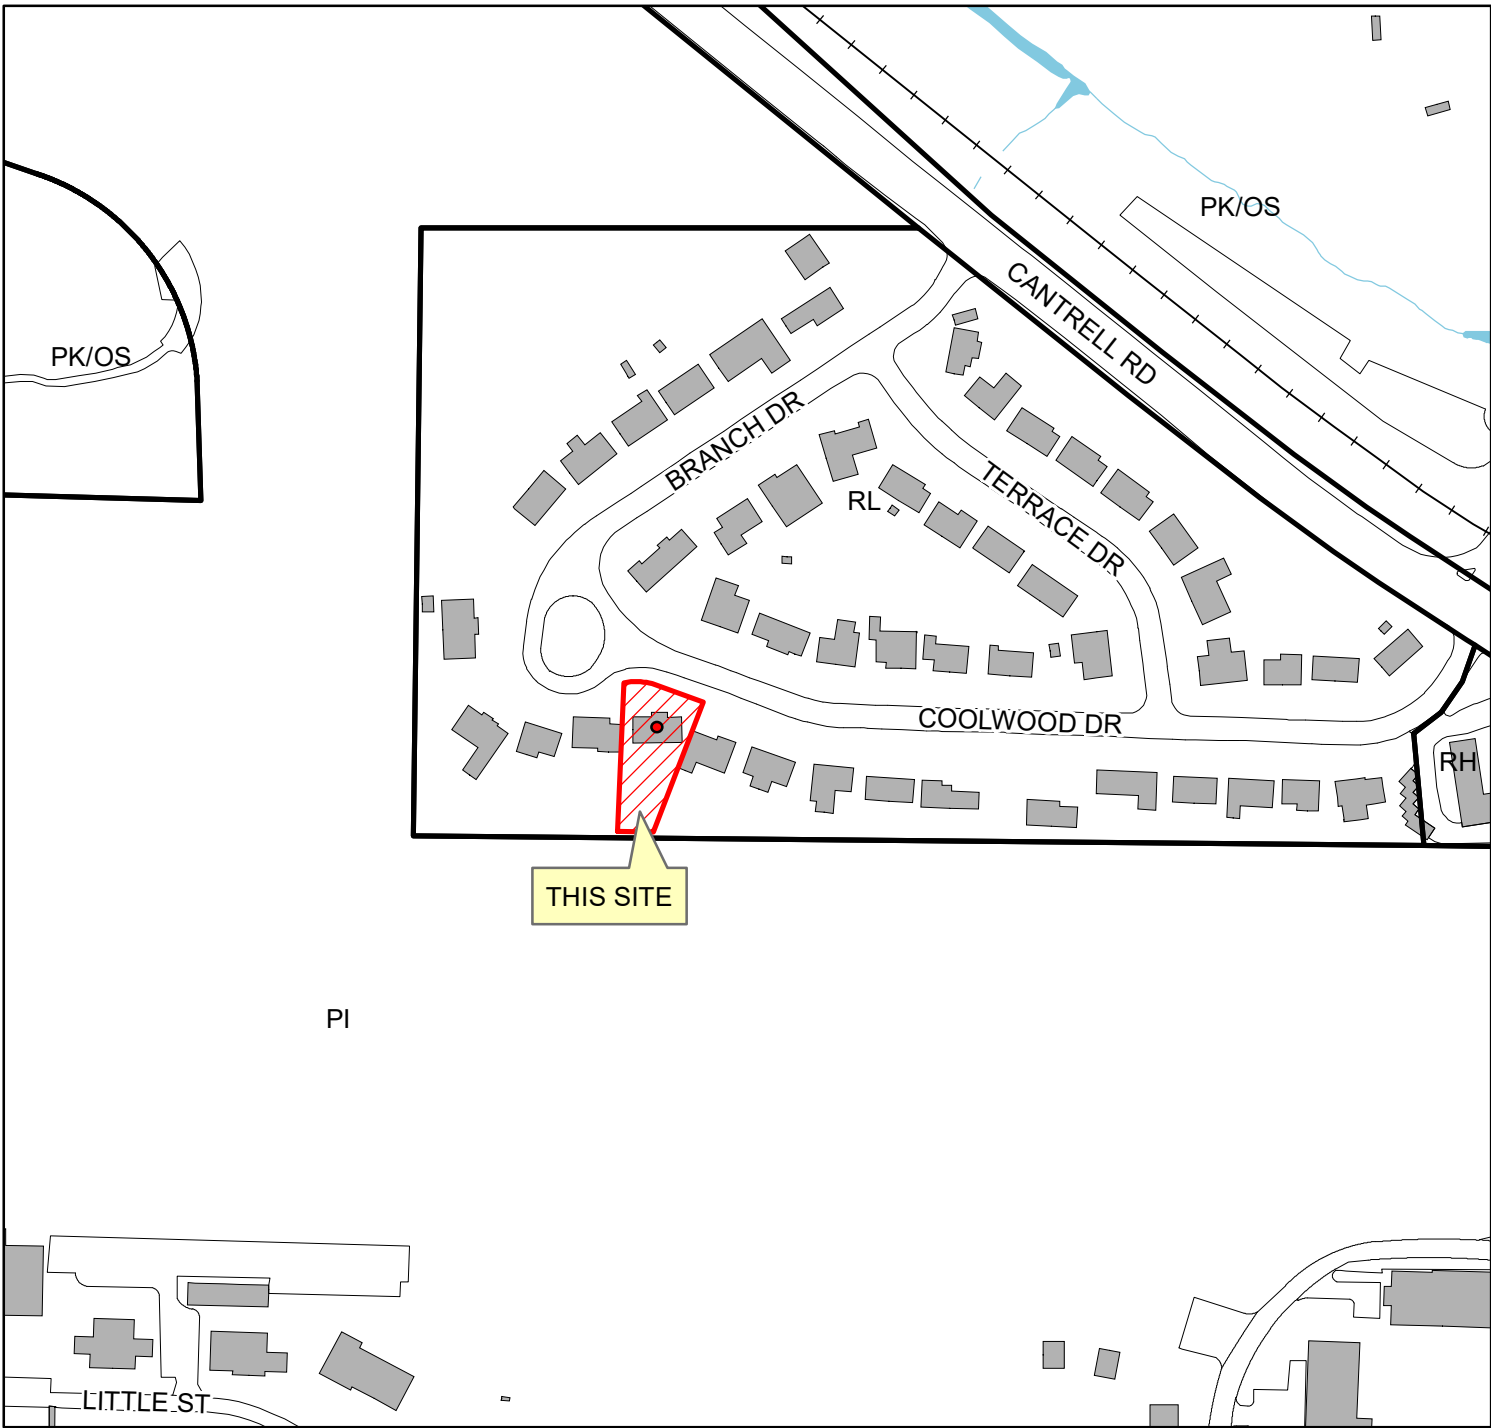 PK/OS
CANTRELL RD
PK/OS
BRANCH DR
TERRACE DR
RL
COOLWOOD DR
RH
THIS SITE
PI
LITTLE ST